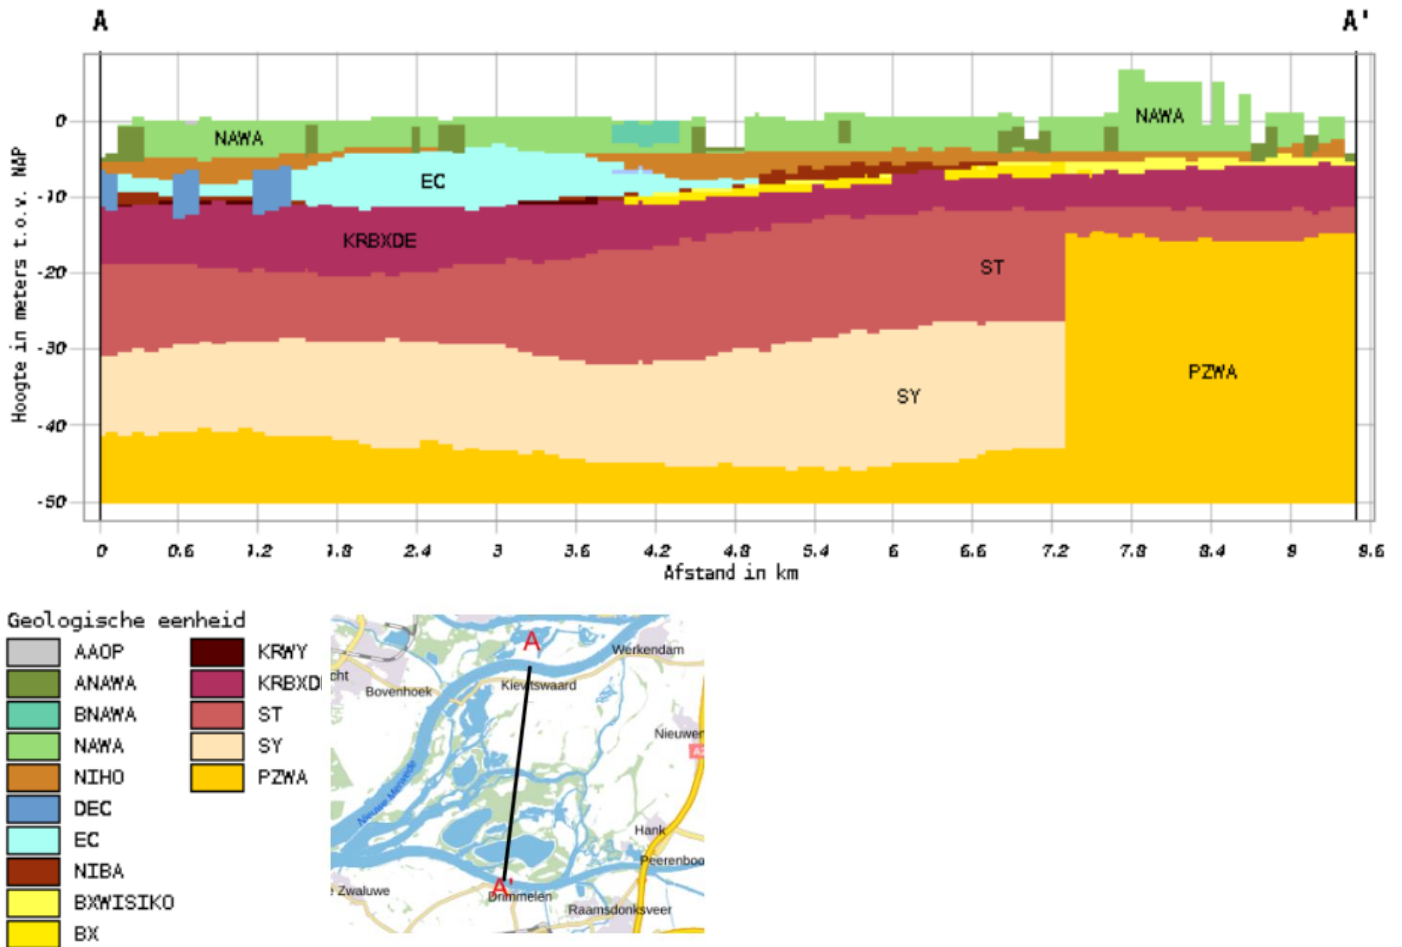 A A'
0
NAWA
NAWA
EC
-10
KRBXDE
-20
ST
-30
PZWA
SY
-40
-50
Hoogte in meters t.o.v. NAP
0 0.6 1.2 1.8 2.4 3 3.6 4.2 4.8 5.4 6 6.6 7.2 7.8 8.4 9 9.6
Afstand in km
Geologische eenheid
AAOP KRWY
ANAWA KRBXD
BNAWA ST
NAWA SY
NIHO PZWA
DEC
EC
NIBA
BXWISIKO
BX
A
Werkendam
cht
Bovenhoek
Kievitswaard
Nieuwer
Nieuwe Merwede
Hank
Peerenboo
Zwaluwe
A'
Drimmelen
Raamsdonksveer